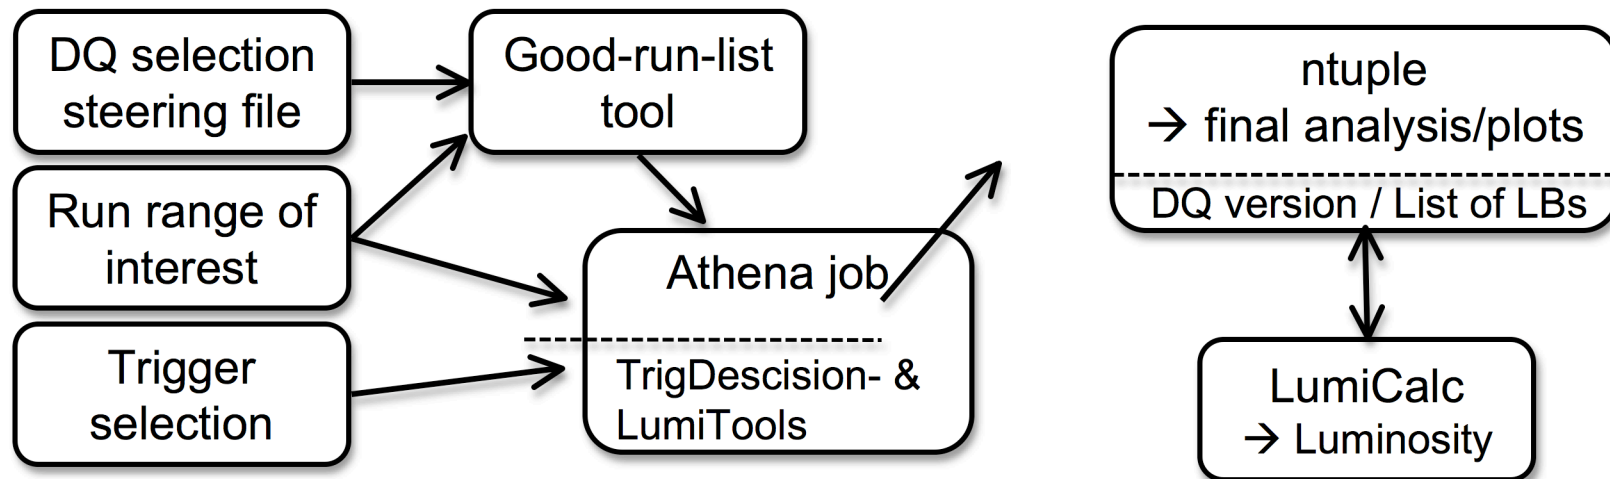 DQ selection
steering file
Good-run-list
tool
Run range of
interest
Trigger
selection
Athena job
TrigDescision- &
LumiTools
ntuple
→ final analysis/plots
DQ version / List of LBs
LumiCalc
→ Luminosity